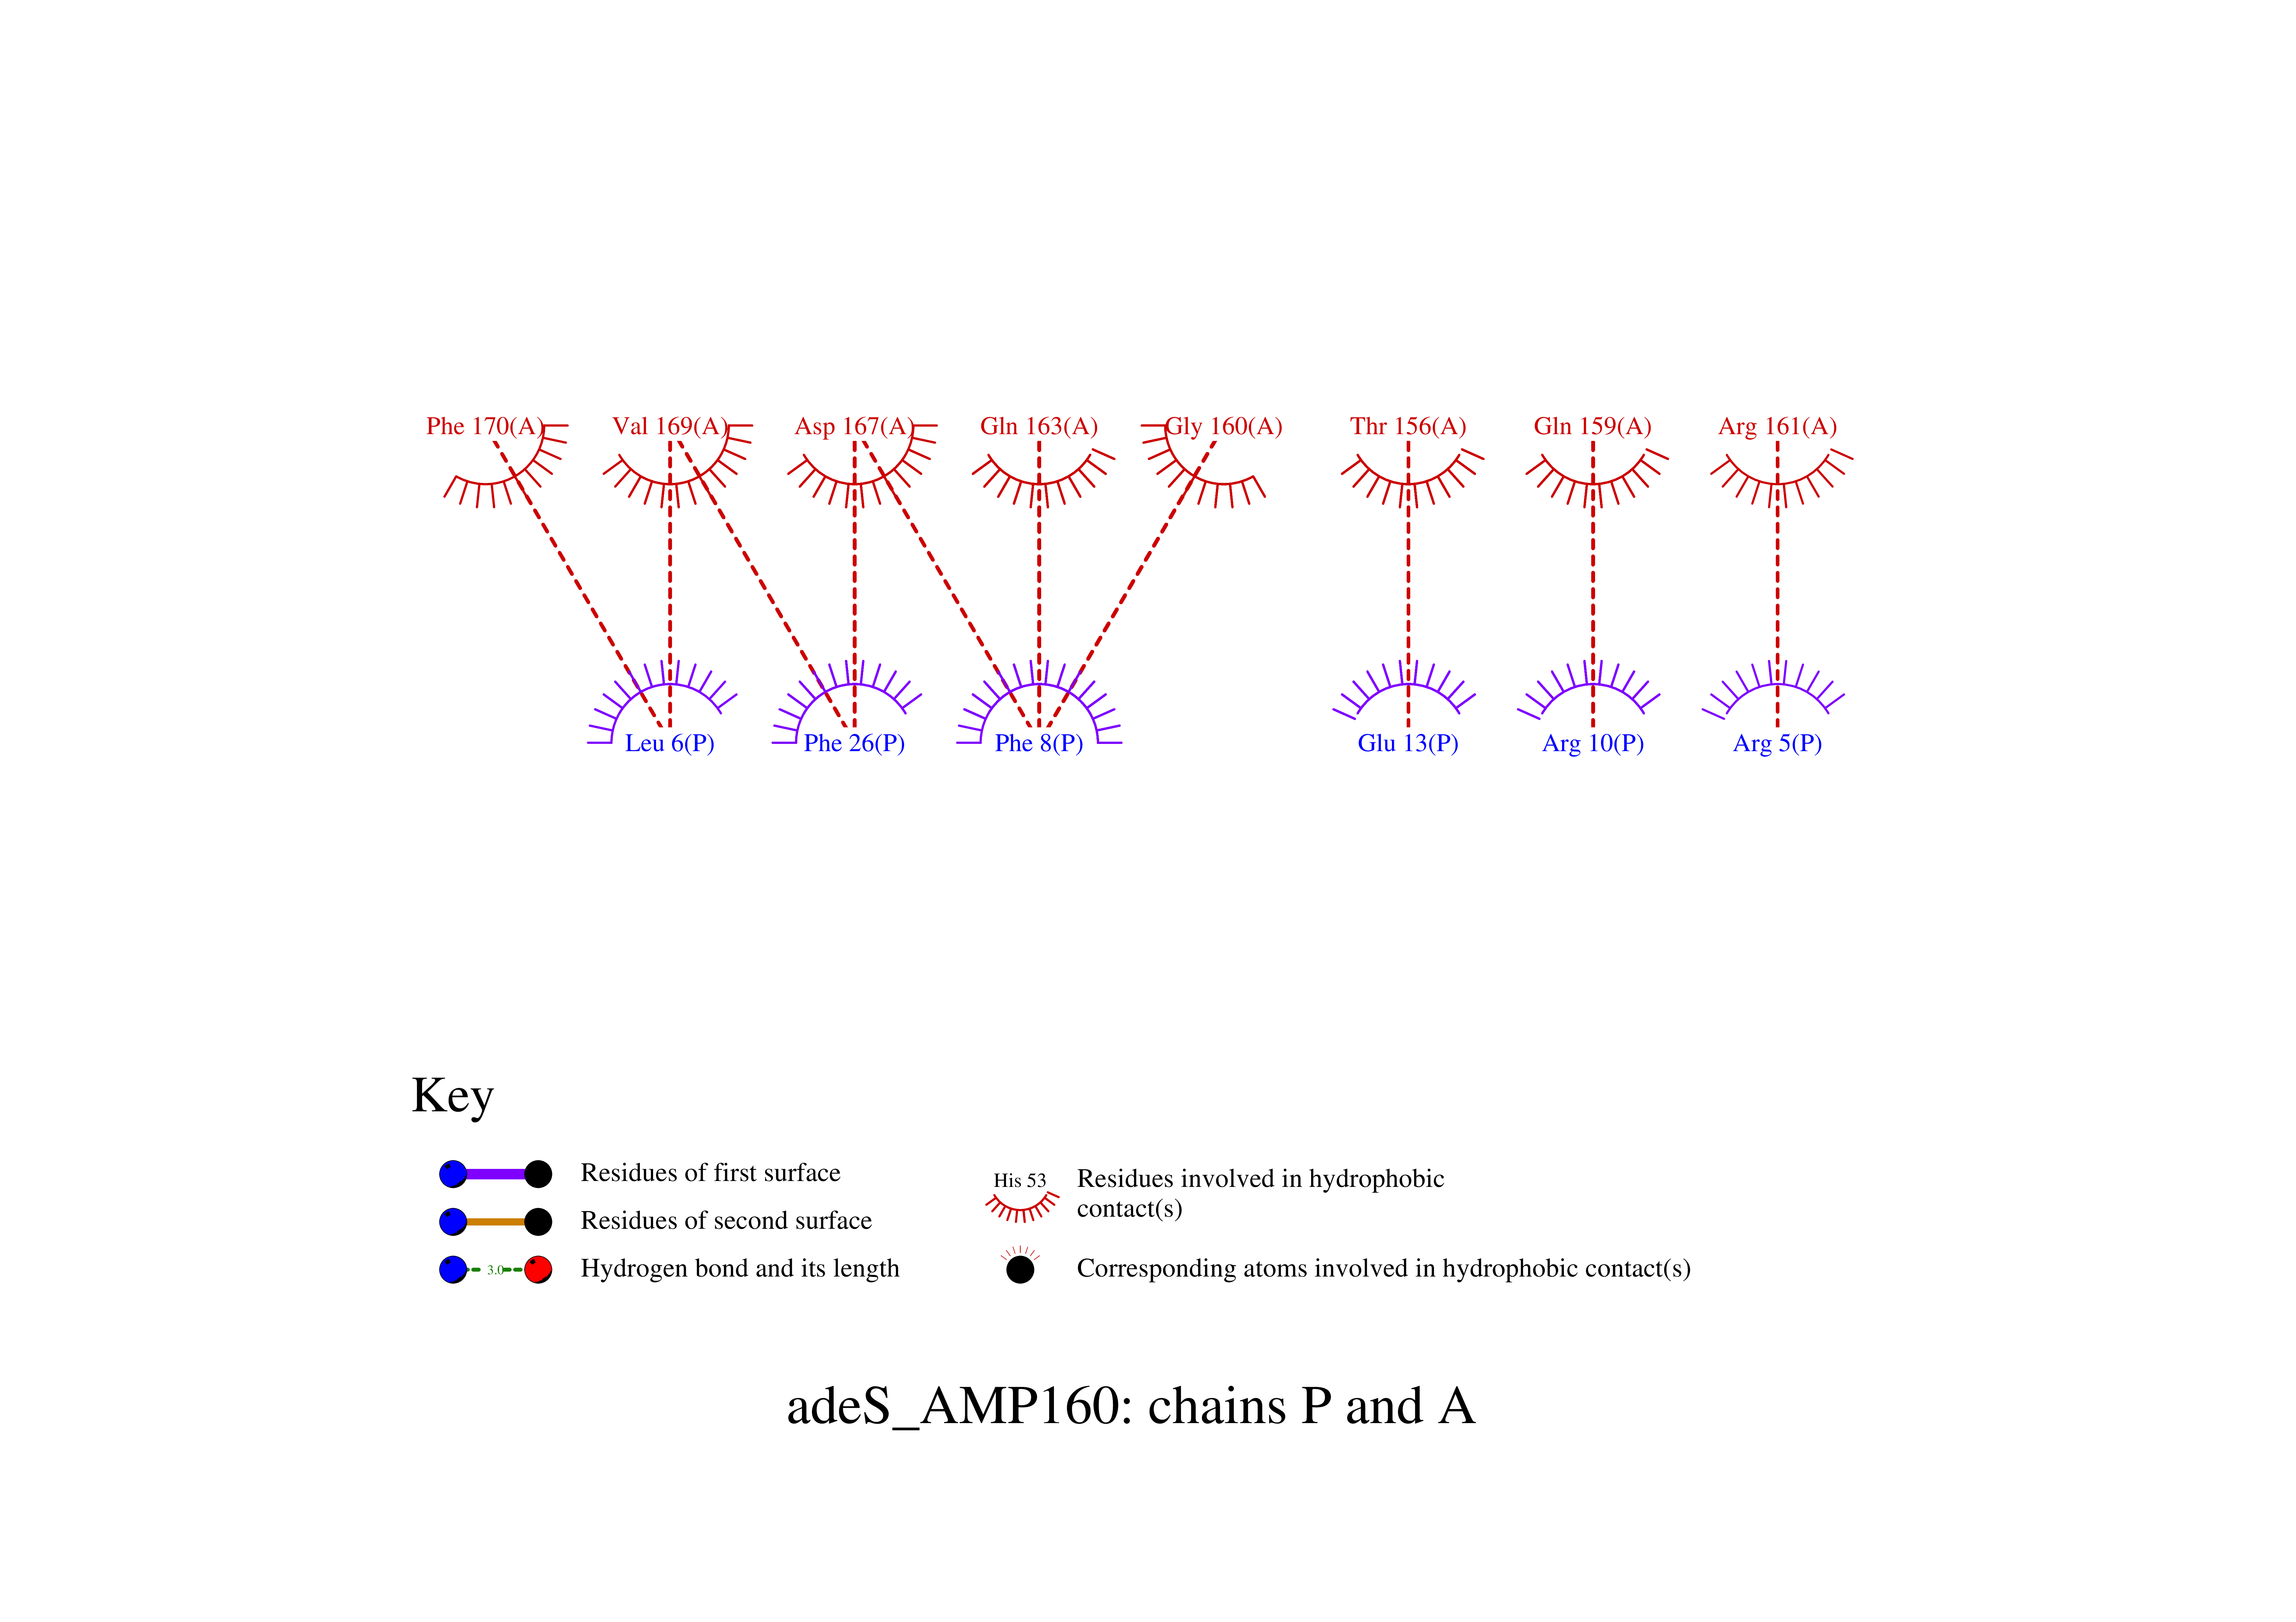 Phe 170(A) Val 169(A) Asp 167(A) Gln 163(A) Gly 160(A) Thr 156(A) Gln 159(A) Arg 161(A)
Leu 6(P) Phe 26(P) Phe 8(P) Glu 13(P) Arg 10(P) Arg 5(P)
Key
Residues of first surface
Residues of second surface
3.0 Hydrogen bond and its length
His 53 Residues involved in hydrophobic
contact(s)
Corresponding atoms involved in hydrophobic contact(s)
adeS_AMP160: chains P and A